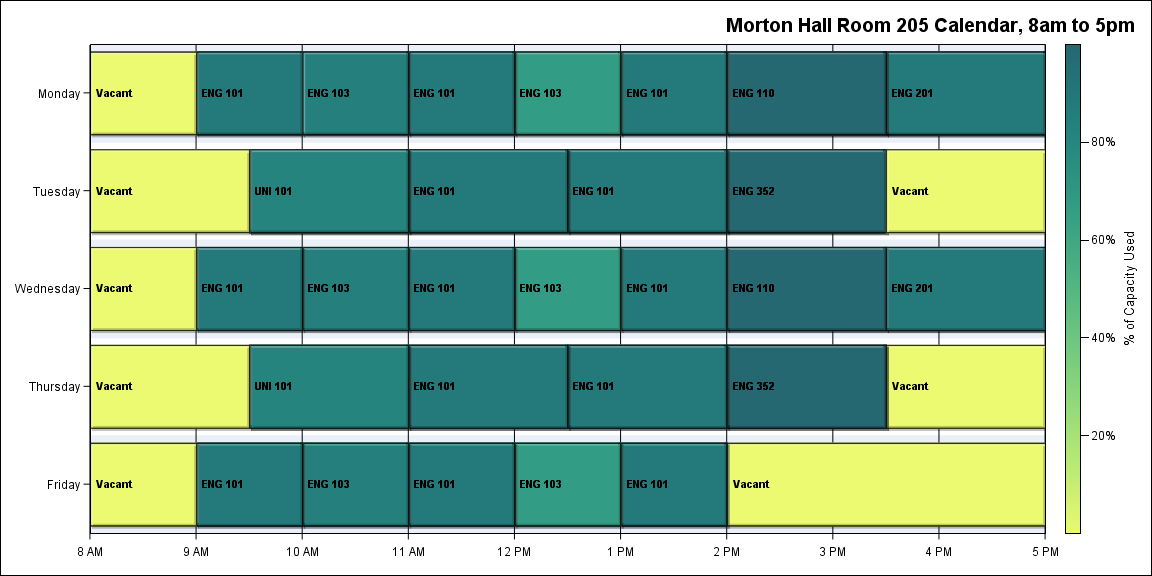 Morton Hall Room 205 Calendar, 8am to 5pm
Monday
Vacant
ENG 101
ENG 103
ENG 101
ENG 103
ENG 101
ENG 110
ENG 201
Tuesday
Vacant
UNI 101
ENG 101
ENG 101
ENG 352
Vacant
Wednesday
Vacant
ENG 101
ENG 103
ENG 101
ENG 103
ENG 101
ENG 110
ENG 201
Thursday
Vacant
UNI 101
ENG 101
ENG 101
ENG 352
Vacant
Friday
Vacant
ENG 101
ENG 103
ENG 101
ENG 103
ENG 101
Vacant
8 AM
9 AM
10 AM
11 AM
12 PM
1 PM
2 PM
3 PM
4 PM
5 PM
80%
60%
40%
20%
% of Capacity Used